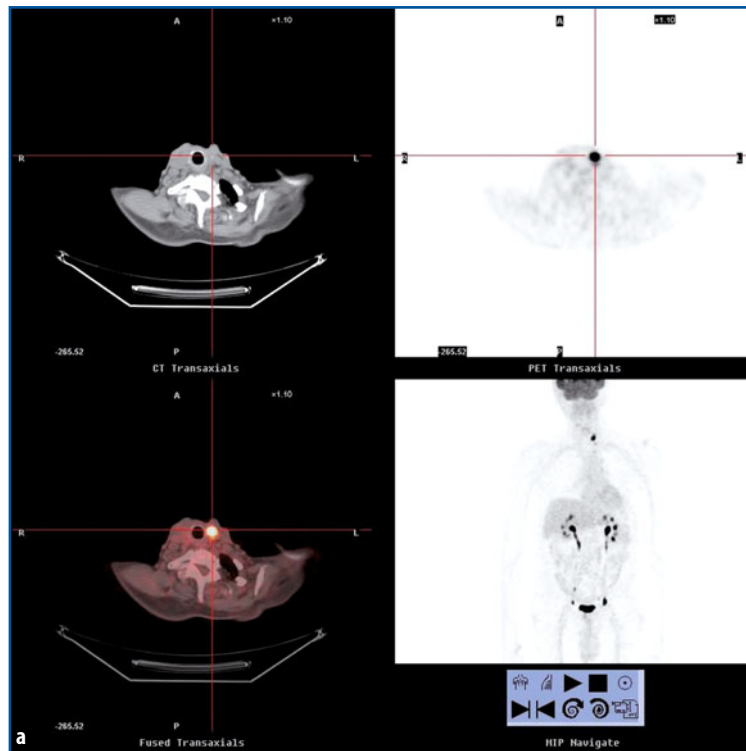 A ×1.10
R L
-265.52 P
CT Transaxials
A ×1.10
-265.52 P
PET Transaxials
A ×1.10
R L
-265.52 P
Fused Transaxials
MIP Navigate
a